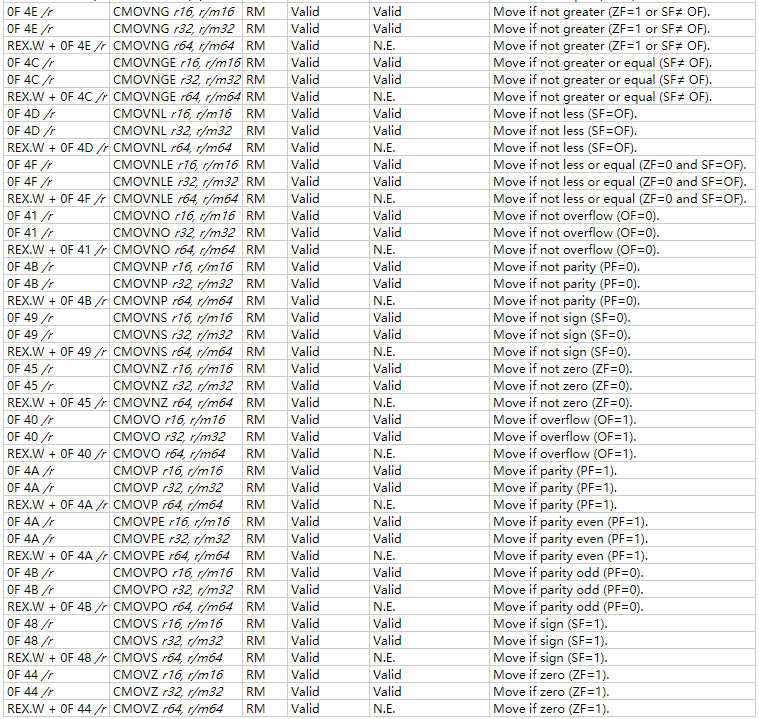 0F 4E /r CMOVNG r16, r/m16 RM Valid Valid Move if not greater (ZF=1 or SF≠ OF).
0F 4E /r CMOVNG r32, r/m32 RM Valid Valid Move if not greater (ZF=1 or SF≠ OF).
REX.W + 0F 4E /r CMOVNG r64, r/m64 RM Valid N.E. Move if not greater (ZF=1 or SF≠ OF).
0F 4C /r CMOVNGE r16, r/m16 RM Valid Valid Move if not greater or equal (SF≠ OF).
0F 4C /r CMOVNGE r32, r/m32 RM Valid Valid Move if not greater or equal (SF≠ OF).
REX.W + 0F 4C /r CMOVNGE r64, r/m64 RM Valid N.E. Move if not greater or equal (SF≠ OF).
0F 4D /r CMOVNL r16, r/m16 RM Valid Valid Move if not less (SF=OF).
0F 4D /r CMOVNL r32, r/m32 RM Valid Valid Move if not less (SF=OF).
REX.W + 0F 4D /r CMOVNL r64, r/m64 RM Valid N.E. Move if not less (SF=OF).
0F 4F /r CMOVNLE r16, r/m16 RM Valid Valid Move if not less or equal (ZF=0 and SF=OF).
0F 4F /r CMOVNLE r32, r/m32 RM Valid Valid Move if not less or equal (ZF=0 and SF=OF).
REX.W + 0F 4F /r CMOVNLE r64, r/m64 RM Valid N.E. Move if not less or equal (ZF=0 and SF=OF).
0F 41 /r CMOVNO r16, r/m16 RM Valid Valid Move if not overflow (OF=0).
0F 41 /r CMOVNO r32, r/m32 RM Valid Valid Move if not overflow (OF=0).
REX.W + 0F 41 /r CMOVNO r64, r/m64 RM Valid N.E. Move if not overflow (OF=0).
0F 4B /r CMOVNP r16, r/m16 RM Valid Valid Move if not parity (PF=0).
0F 4B /r CMOVNP r32, r/m32 RM Valid Valid Move if not parity (PF=0).
REX.W + 0F 4B /r CMOVNP r64, r/m64 RM Valid N.E. Move if not parity (PF=0).
0F 49 /r CMOVNS r16, r/m16 RM Valid Valid Move if not sign (SF=0).
0F 49 /r CMOVNS r32, r/m32 RM Valid Valid Move if not sign (SF=0).
REX.W + 0F 49 /r CMOVNS r64, r/m64 RM Valid N.E. Move if not sign (SF=0).
0F 45 /r CMOVNZ r16, r/m16 RM Valid Valid Move if not zero (ZF=0).
0F 45 /r CMOVNZ r32, r/m32 RM Valid Valid Move if not zero (ZF=0).
REX.W + 0F 45 /r CMOVNZ r64, r/m64 RM Valid N.E. Move if not zero (ZF=0).
0F 40 /r CMOVO r16, r/m16 RM Valid Valid Move if overflow (OF=1).
0F 40 /r CMOVO r32, r/m32 RM Valid Valid Move if overflow (OF=1).
REX.W + 0F 40 /r CMOVO r64, r/m64 RM Valid N.E. Move if overflow (OF=1).
0F 4A /r CMOVP r16, r/m16 RM Valid Valid Move if parity (PF=1).
0F 4A /r CMOVP r32, r/m32 RM Valid Valid Move if parity (PF=1).
REX.W + 0F 4A /r CMOVP r64, r/m64 RM Valid N.E. Move if parity (PF=1).
0F 4A /r CMOVPE r16, r/m16 RM Valid Valid Move if parity even (PF=1).
0F 4A /r CMOVPE r32, r/m32 RM Valid Valid Move if parity even (PF=1).
REX.W + 0F 4A /r CMOVPE r64, r/m64 RM Valid N.E. Move if parity even (PF=1).
0F 4B /r CMOVPO r16, r/m16 RM Valid Valid Move if parity odd (PF=0).
0F 4B /r CMOVPO r32, r/m32 RM Valid Valid Move if parity odd (PF=0).
REX.W + 0F 4B /r CMOVPO r64, r/m64 RM Valid N.E. Move if parity odd (PF=0).
0F 48 /r CMOVS r16, r/m16 RM Valid Valid Move if sign (SF=1).
0F 48 /r CMOVS r32, r/m32 RM Valid Valid Move if sign (SF=1).
REX.W + 0F 48 /r CMOVS r64, r/m64 RM Valid N.E. Move if sign (SF=1).
0F 44 /r CMOVZ r16, r/m16 RM Valid Valid Move if zero (ZF=1).
0F 44 /r CMOVZ r32, r/m32 RM Valid Valid Move if zero (ZF=1).
REX.W + 0F 44 /r CMOVZ r64, r/m64 RM Valid N.E. Move if zero (ZF=1).